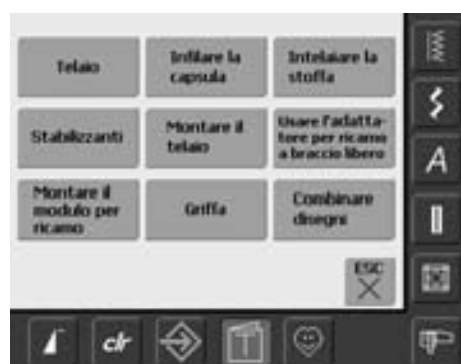 Telaio
Infilare la
capsula
Intelaiare la
stoffa
Stabilizzanti
Montare il
telaio
Usare l'adatta-
tore per ricamo
a braccio libero
Montare il
modulo per
ricamo
Griffa
Combinare
disegni
ESC
A
clr